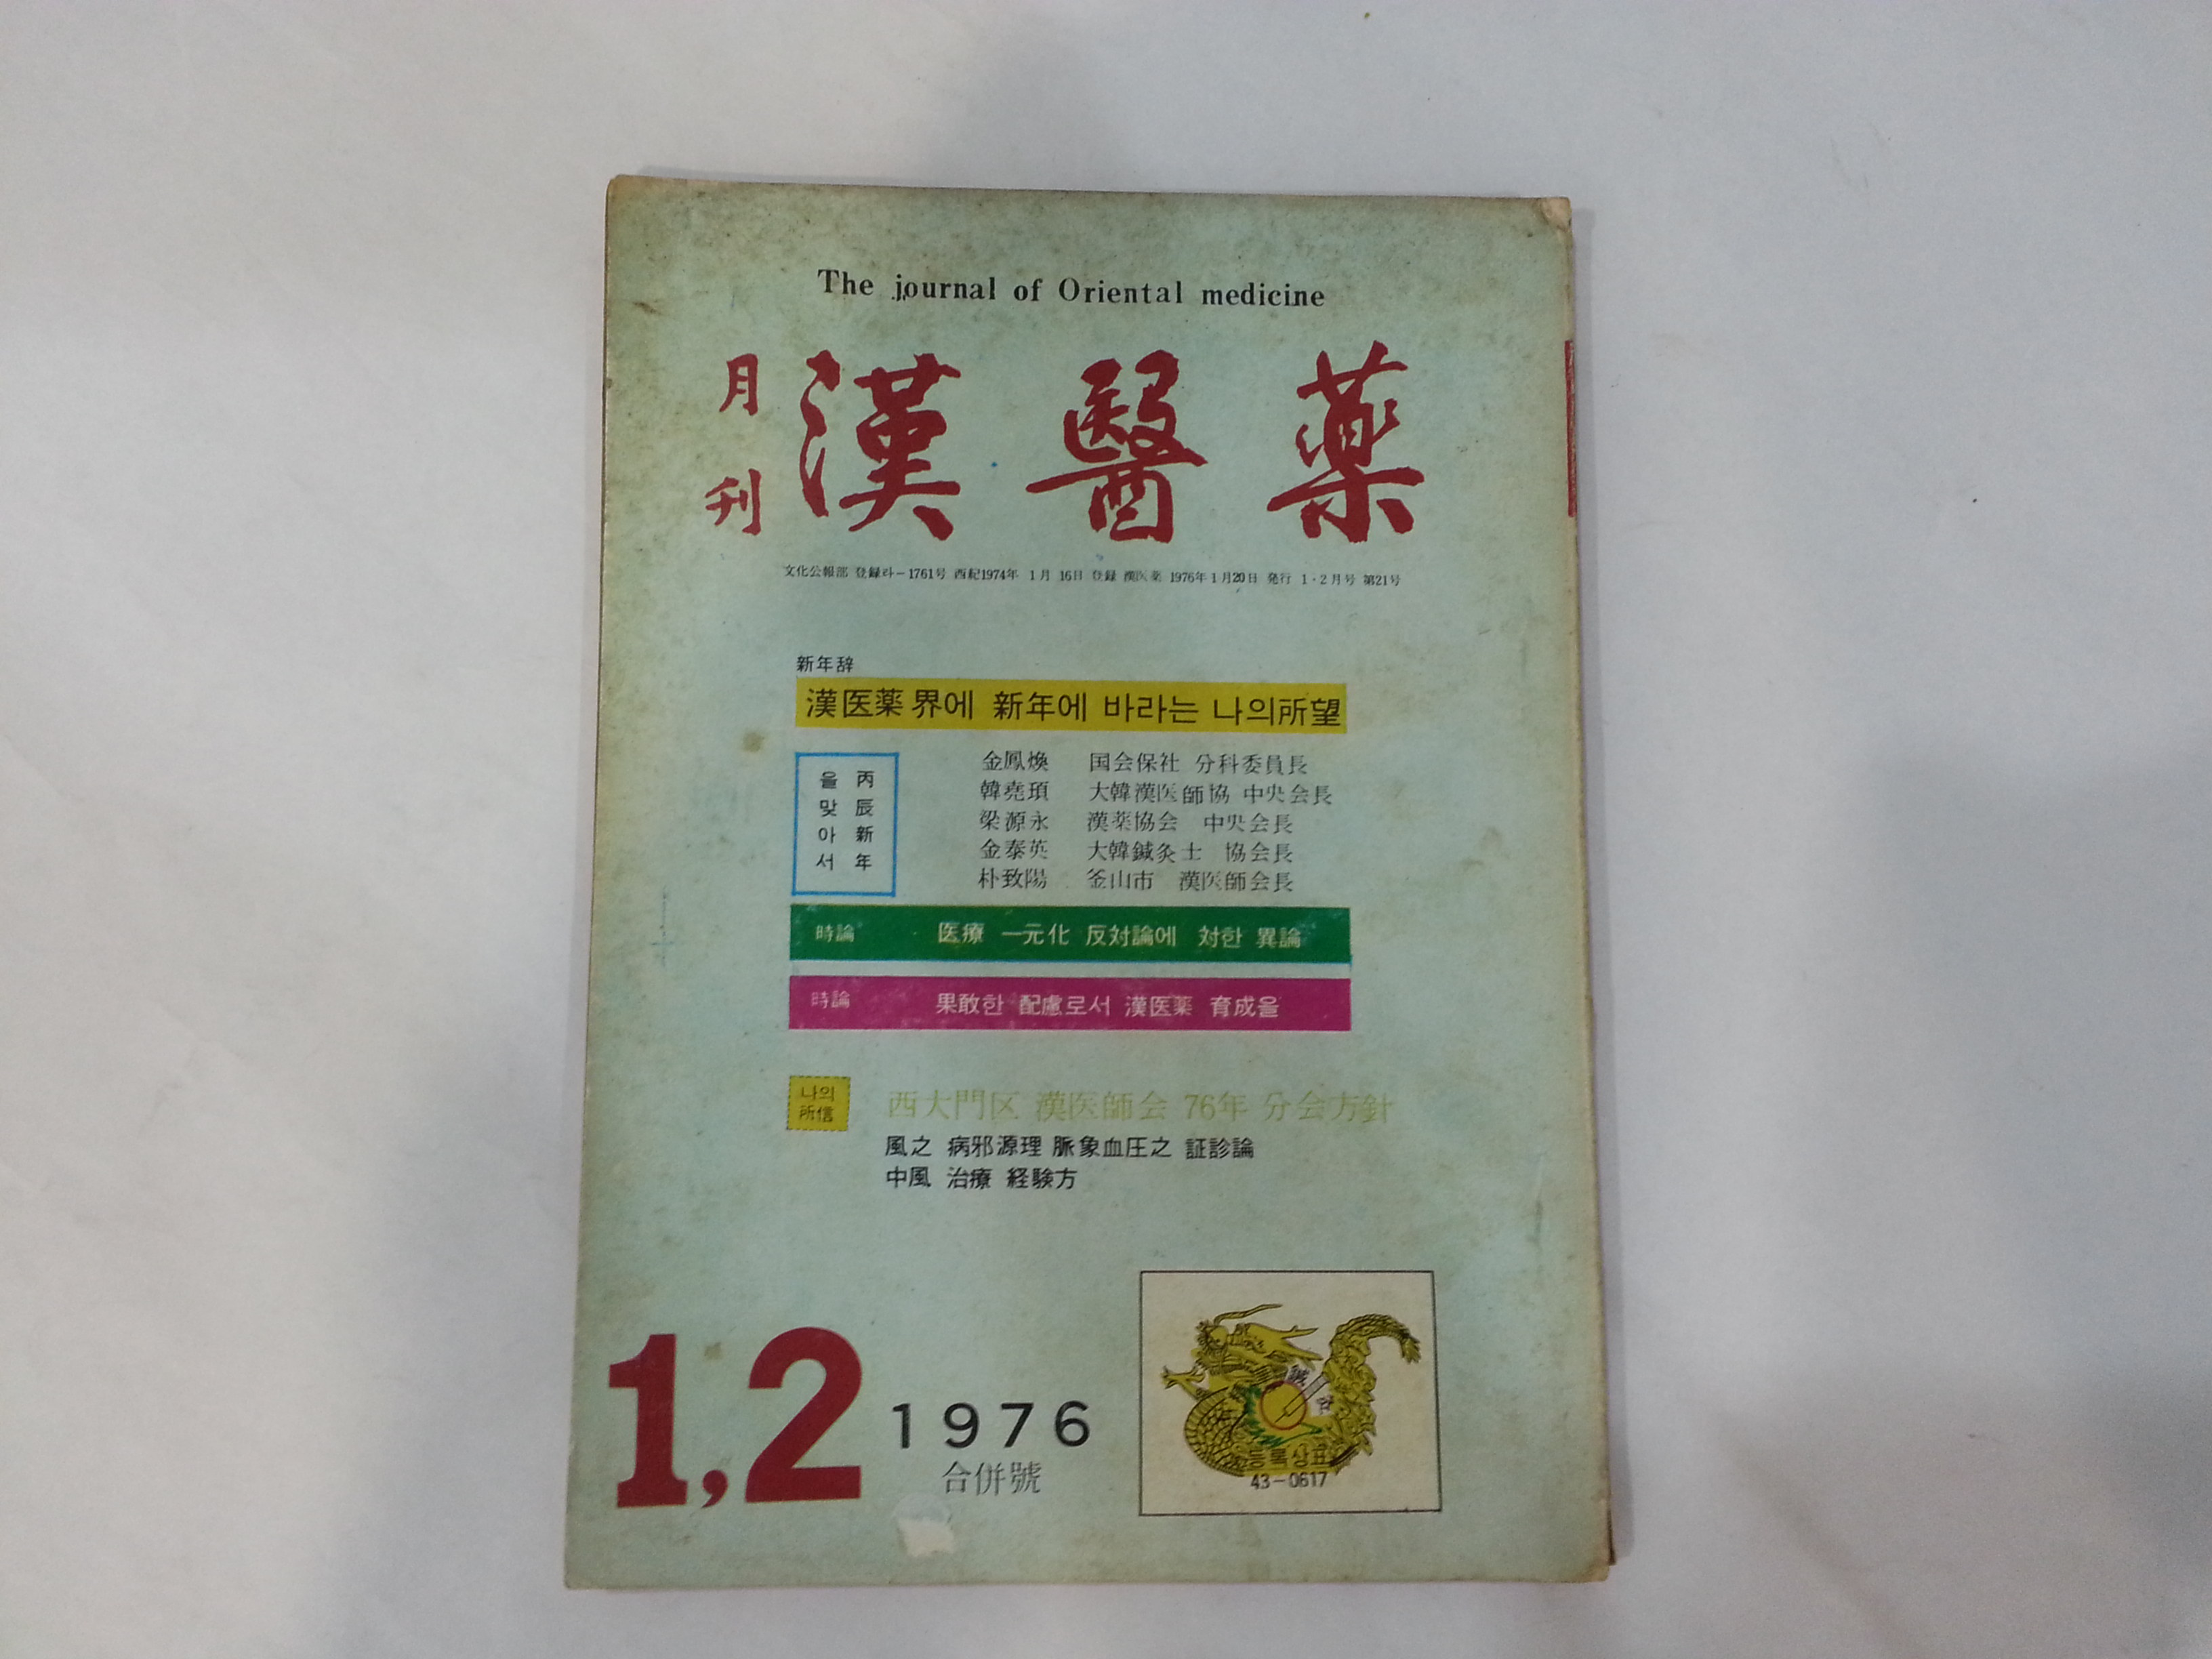 The journal of Oriental medicine
月刊 漢醫薬
文化公報部 登録라-1761号 西紀1974年 1月 16日 登録 漢医薬 1976年1月20日 発行 1·2月号 第21号
新年辞
漢医薬界에 新年에 바라는 나의所望
丙辰新年
을맞아서
金鳳煥 国会保社 分科委員長
韓堯頊 大韓漢医師協 中央会長
梁源永 漢薬協会 中央会長
金泰英 大韓鍼灸士 協会長
朴致陽 釜山市 漢医師会長
時論 医療 一元化 反対論에 対한 異論
時論 果敢한 配慮로서 漢医薬 育成을
나의
所信
西大門区 漢医師会 76年 分会方針
風之 病邪源理 脈象血圧之 証診論
中風 治療 経験方
1,2 1976
合併號
43-0617